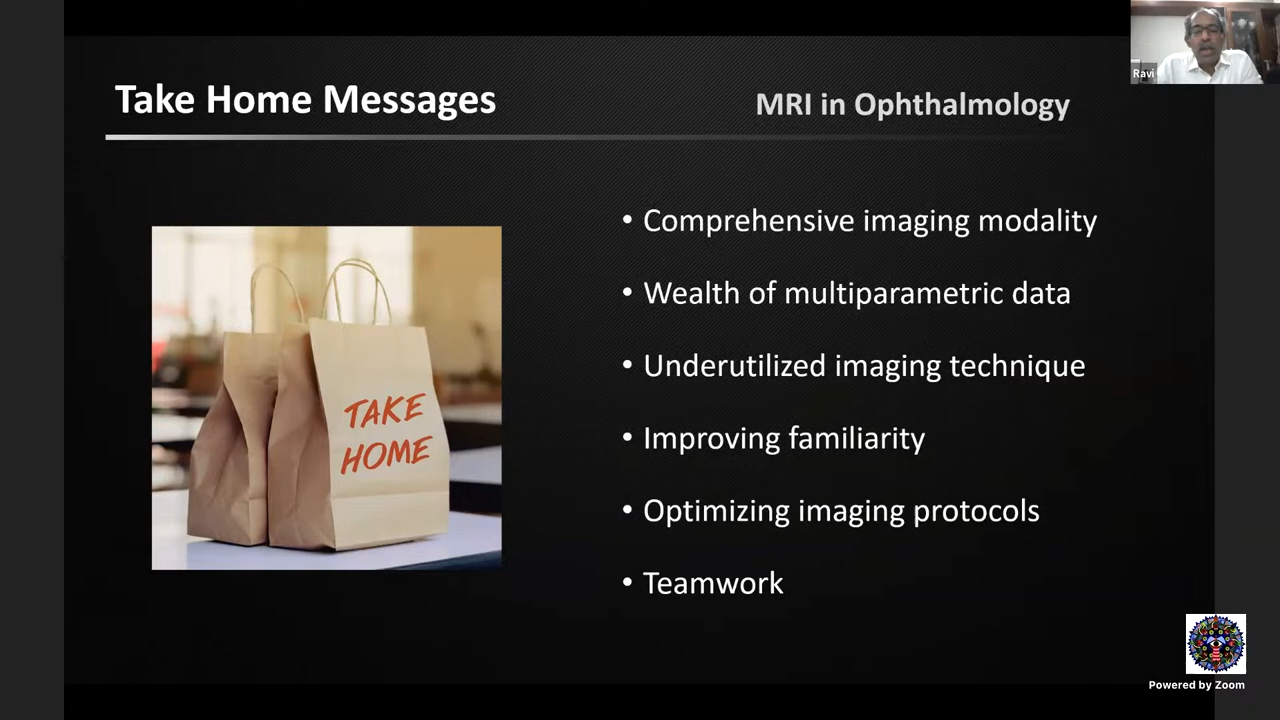 Ravi
Take Home Messages
MRI in Ophthalmology
• Comprehensive imaging modality
• Wealth of multiparametric data
• Underutilized imaging technique
• Improving familiarity
• Optimizing imaging protocols
• Teamwork
TAKE
HOME
Powered by Zoom